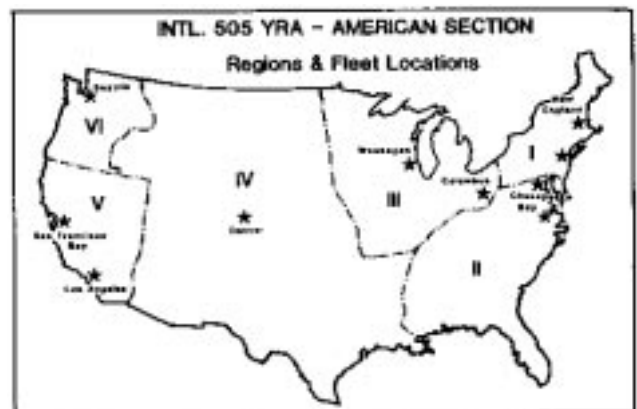 INTL. 505 YRA - AMERICAN SECTION
Regions & Fleet Locations
Seattle
VI
New
England
I
Waukegan
Columbus
Chesapeake
Bay
IV
III
V
Denver
San Francisco
Bay
II
Los Angeles